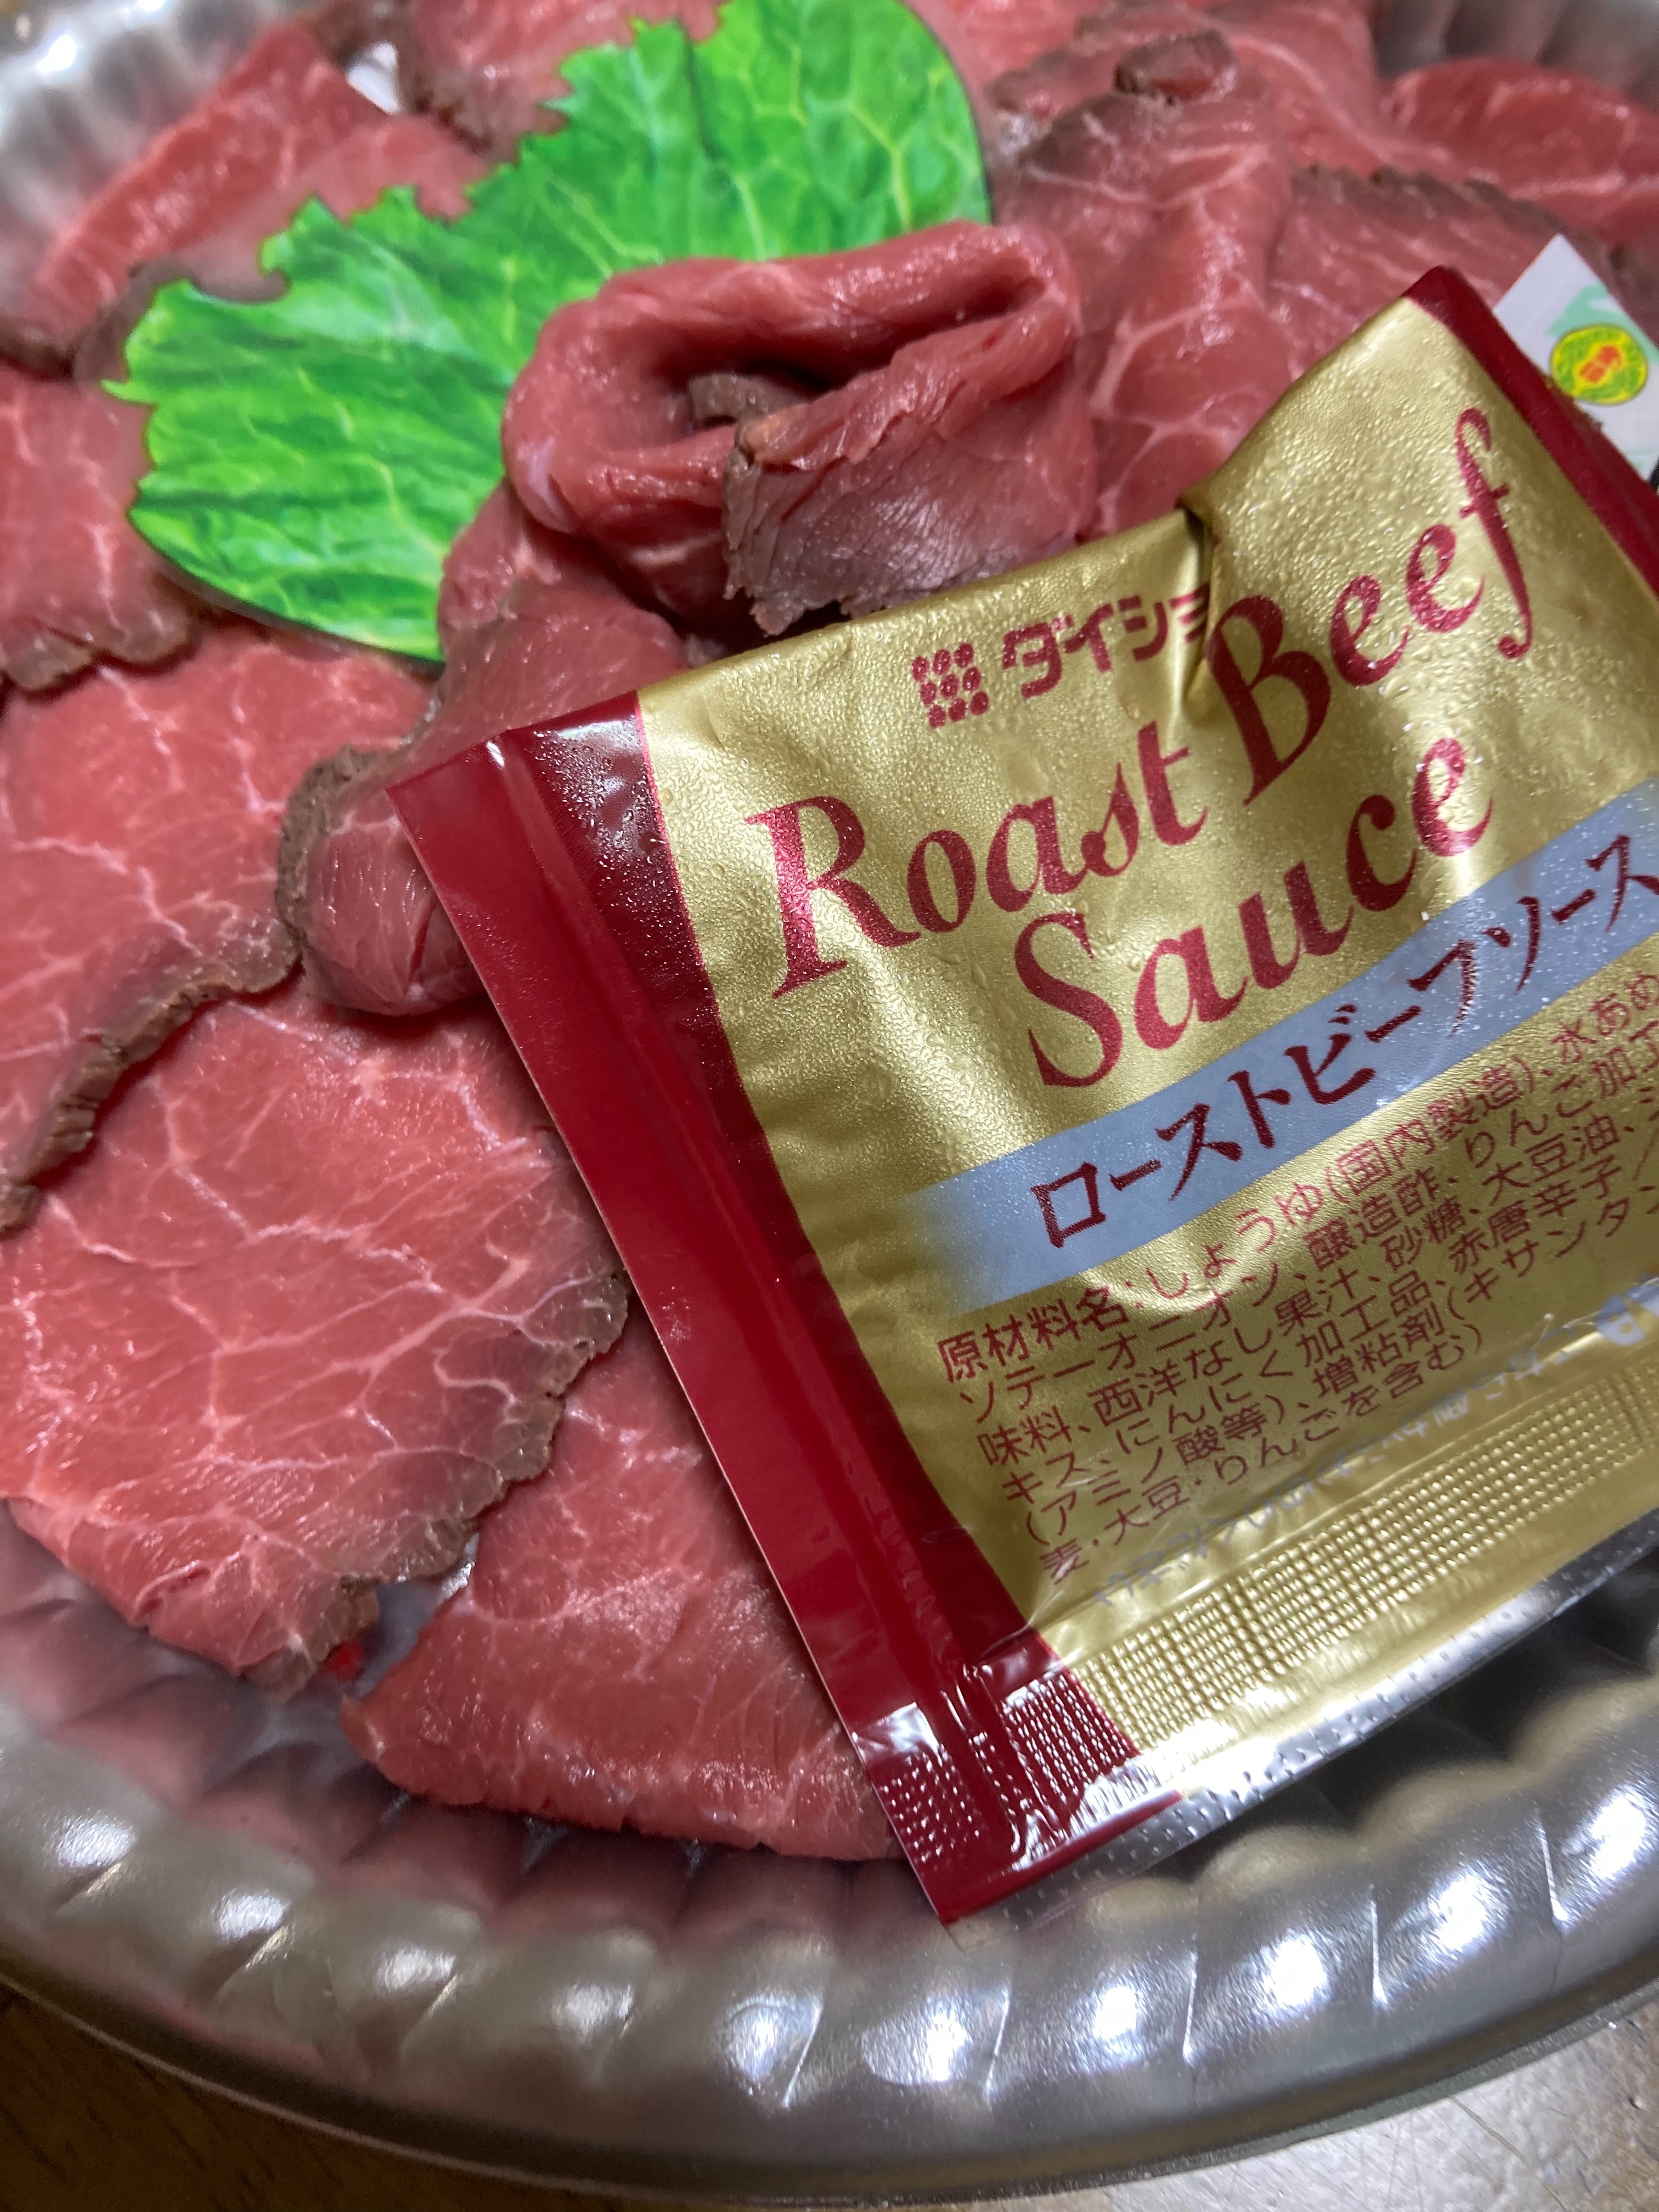 ダイショー
Roast Beef
Sauce
ローストビーフソース
原材料名:しょうゆ(国内製造)、水あめ
ソテーオニオン、醸造酢、りんご加工
味料、西洋なし果汁、砂糖、大豆油、
キス、にんにく加工品、赤唐辛子/
(アミノ酸等)、増粘剤(キサンタン
麦・大豆・りんごを含む)